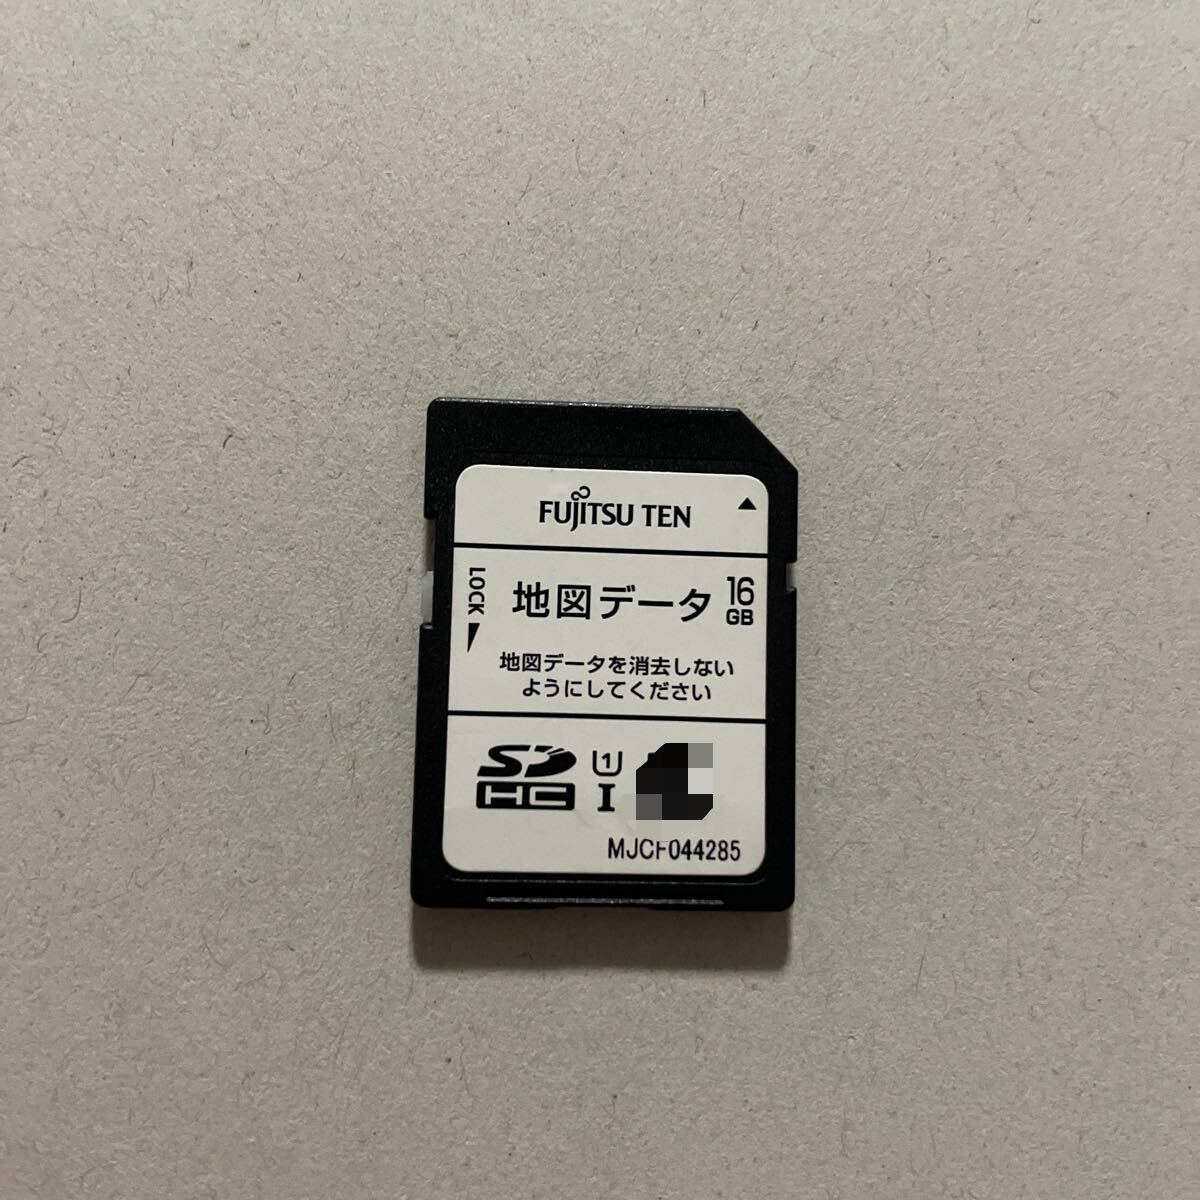 FUJITSU TEN
LOCK
地図データ
16
GB
地図データを消去しない
ようにしてください
SD
HC
1
I
MJCF044285